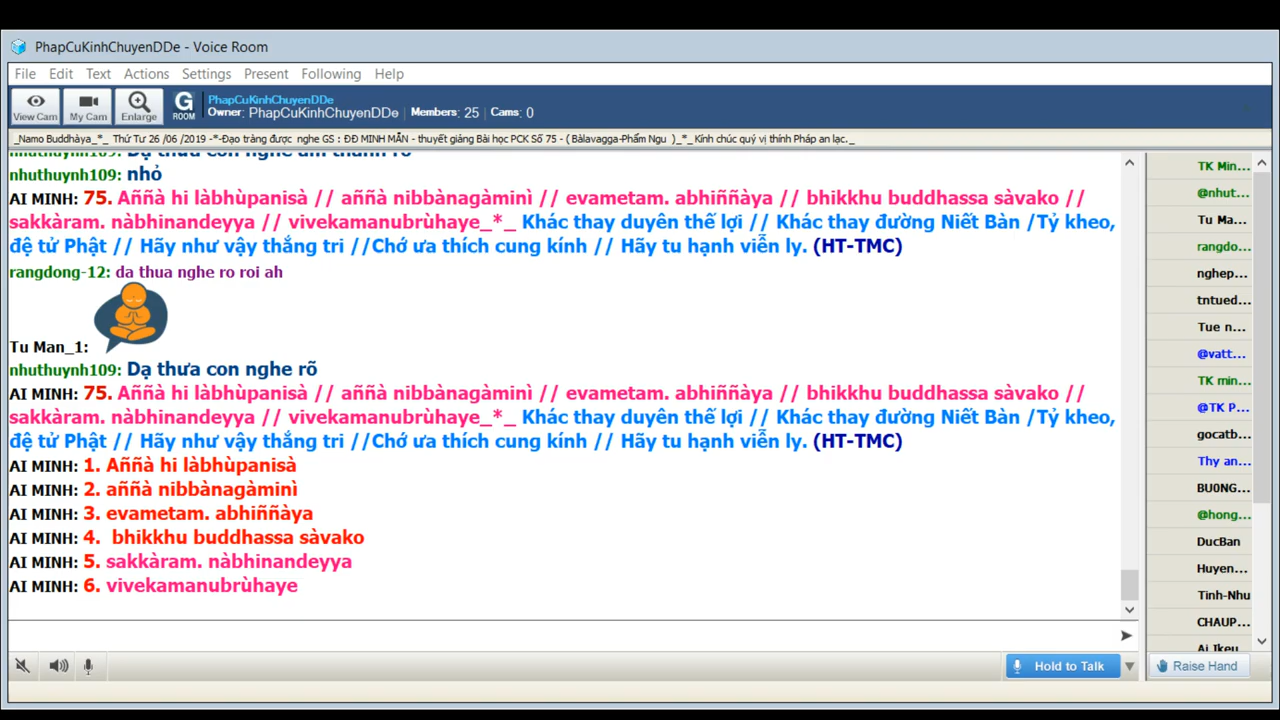 PhapCuKinhChuyenDDe - Voice Room
File Edit Text Actions Settings Present Following Help
View Cam My Cam Enlarge G ROOM
PhapCuKinhChuyenDDe
Owner: PhapCuKinhChuyenDDe Members: 25 Cams: 0
_Namo Buddhàya_*_ Thứ Tư 26 /06 /2019 -*-Đạo tràng được nghe GS : ĐĐ MINH MẪN - thuyết giảng Bài học PCK Số 75 - ( Bàlavagga-Phẩm Ngu )_*_Kính chúc quý vị thính Pháp an lạc._
nhuthuynh109: Dạ thưa con nghe âm thanh rõ
nhuthuynh109: nhỏ
AI MINH: 75. Aññà hi làbhùpanisà // aññà nibbànagàminì // evametam. abhiññàya // bhikkhu buddhassa sàvako //
sakkàram. nàbhinandeyya // vivekamanubrùhaye_*_ Khác thay duyên thế lợi // Khác thay đường Niết Bàn /Tỷ kheo,
đệ tử Phật // Hãy như vậy thắng tri //Chớ ưa thích cung kính // Hãy tu hạnh viễn ly. (HT-TMC)
rangdong-12: da thua nghe ro roi ah
Tu Man_1:
nhuthuynh109: Dạ thưa con nghe rõ
AI MINH: 75. Aññà hi làbhùpanisà // aññà nibbànagàminì // evametam. abhiññàya // bhikkhu buddhassa sàvako //
sakkàram. nàbhinandeyya // vivekamanubrùhaye_*_ Khác thay duyên thế lợi // Khác thay đường Niết Bàn /Tỷ kheo,
đệ tử Phật // Hãy như vậy thắng tri //Chớ ưa thích cung kính // Hãy tu hạnh viễn ly. (HT-TMC)
AI MINH: 1. Aññà hi làbhùpanisà
AI MINH: 2. aññà nibbànagàminì
AI MINH: 3. evametam. abhiññàya
AI MINH: 4. bhikkhu buddhassa sàvako
AI MINH: 5. sakkàram. nàbhinandeyya
AI MINH: 6. vivekamanubrùhaye
TK Min...
@nhut...
Tu Ma...
rangdo...
nghep...
tntued...
Tue n...
@vatt...
TK min...
@TK P...
gocatb...
Thy an...
BU0NG...
@hong...
DucBan
Huyen...
Tinh-Nhu
CHAUP...
Ai Ikeu
Hold to Talk
Raise Hand